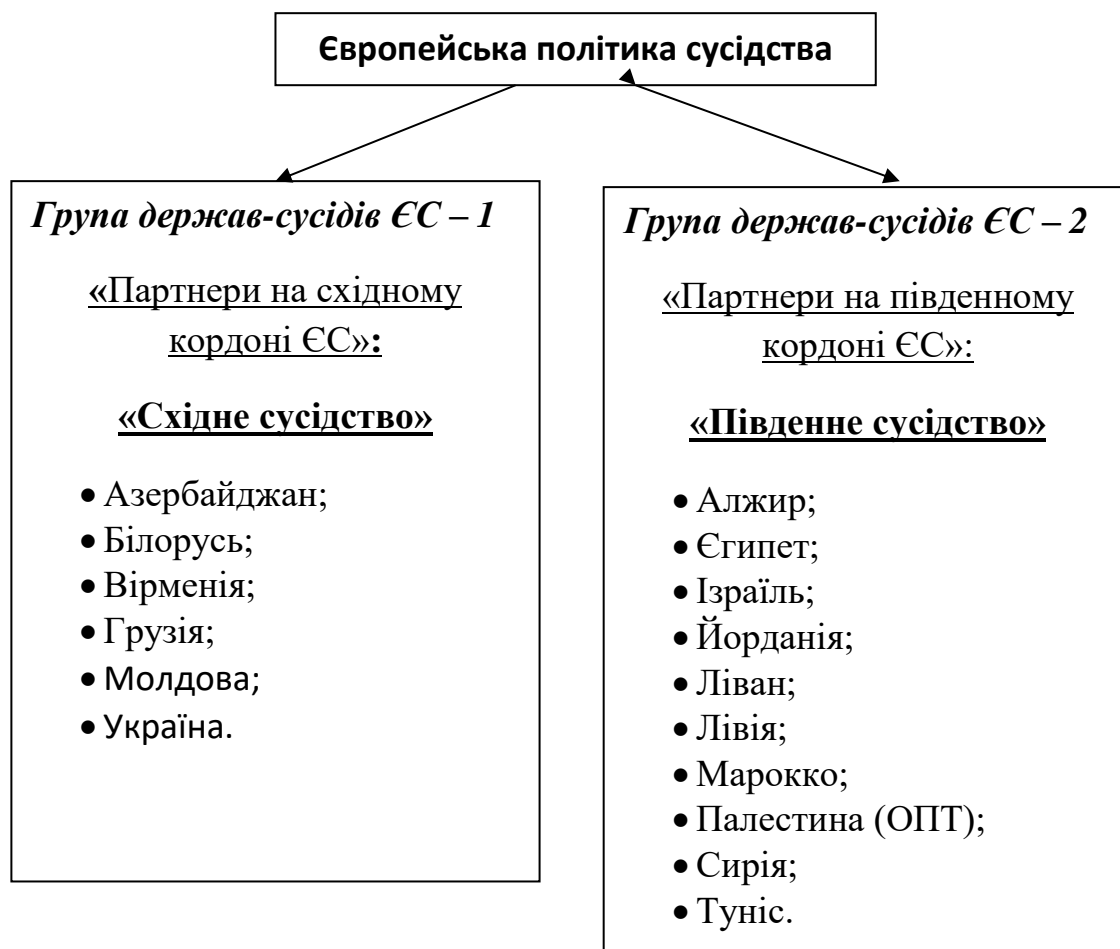 Європейська політика сусідства
Група держав-сусідів ЄС – 1
«Партнери на східному
кордоні ЄС»:
«Східне сусідство»
• Азербайджан;
• Білорусь;
• Вірменія;
• Грузія;
• Молдова;
• Україна.
Група держав-сусідів ЄС – 2
«Партнери на південному
кордоні ЄС»:
«Південне сусідство»
• Алжир;
• Єгипет;
• Ізраїль;
• Йорданія;
• Ліван;
• Лівія;
• Марокко;
• Палестина (ОПТ);
• Сирія;
• Туніс.